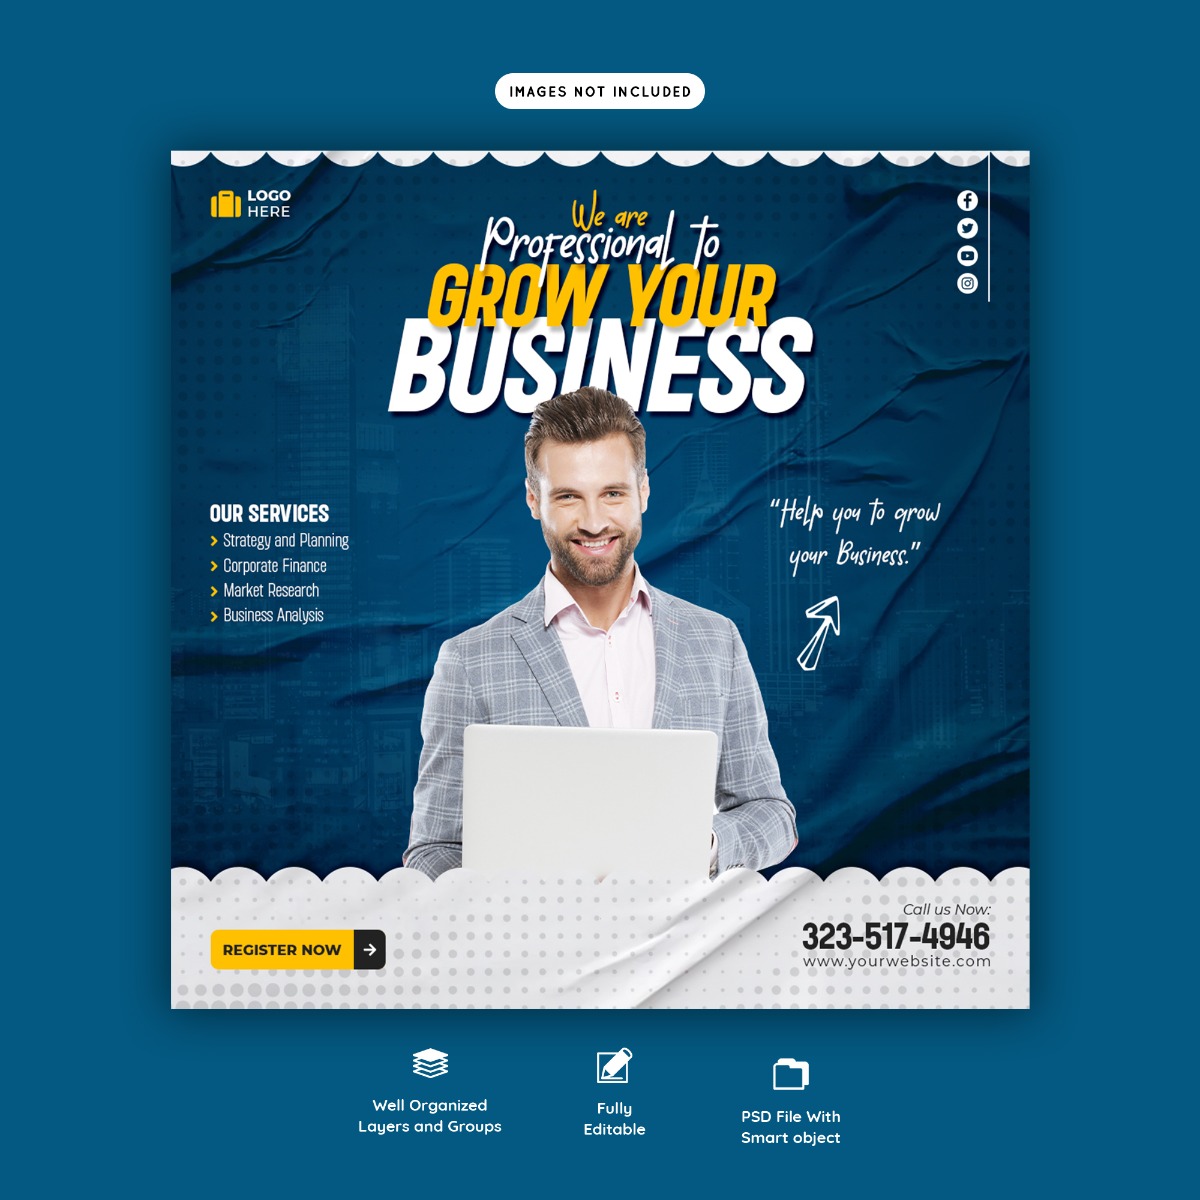 IMAGES NOT INCLUDED
LOGO
HERE
We are
Professional to
GROW YOUR
BUSINESS
OUR SERVICES
Strategy and Planning
Corporate Finance
Market Research
Business Analysis
“Help you to grow
your Business.”
REGISTER NOW
Call us Now:
323-517-4946
www.yourwebsite.com
Well Organized
Layers and Groups
Fully
Editable
PSD File With
Smart object